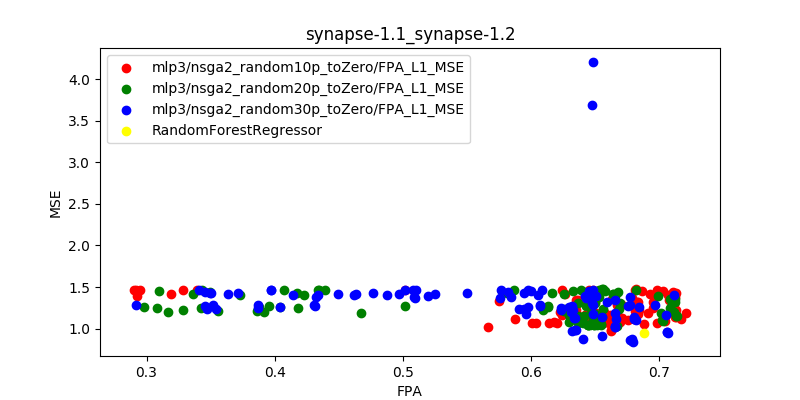 synapse-1.1_synapse-1.2
mlp3/nsga2_random10p_toZero/FPA_L1_MSE
mlp3/nsga2_random20p_toZero/FPA_L1_MSE
mlp3/nsga2_random30p_toZero/FPA_L1_MSE
RandomForestRegressor
MSE
4.0
3.5
3.0
2.5
2.0
1.5
1.0
0.3 0.4 0.5 0.6 0.7
FPA